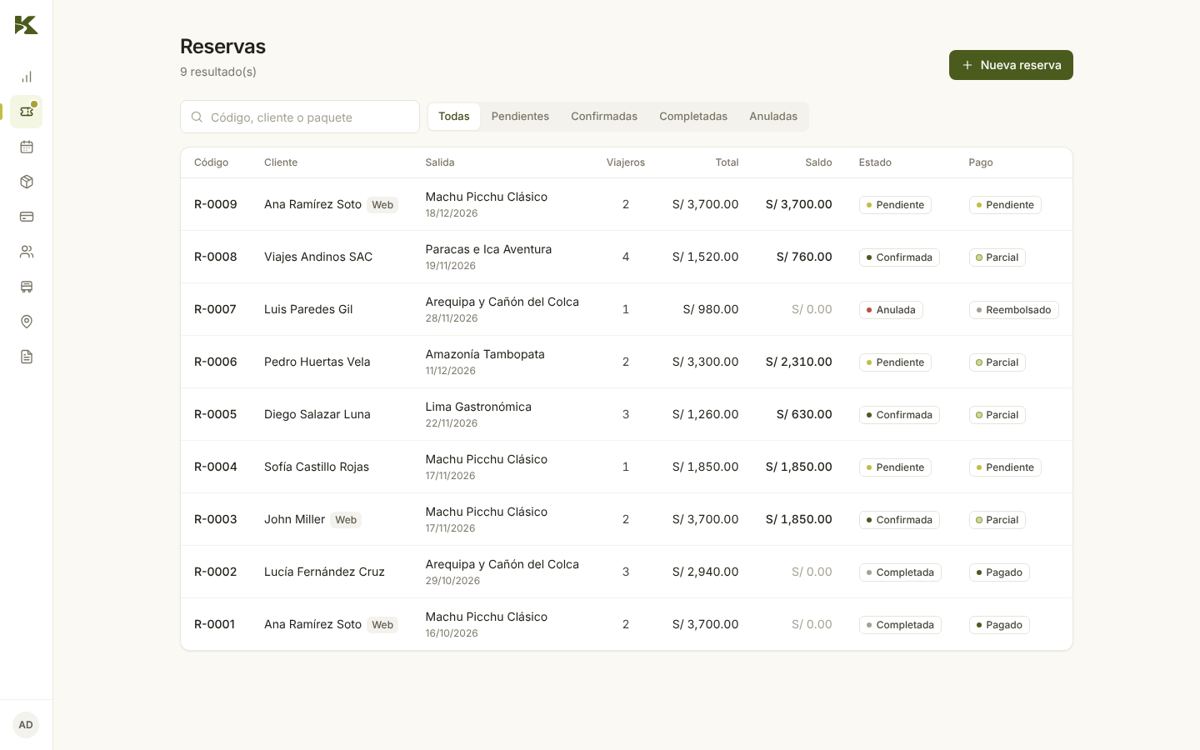 Reservas
9 resultado(s)
+ Nueva reserva
Código, cliente o paquete
Todas Pendientes Confirmadas Completadas Anuladas
Código Cliente Salida Viajeros Total Saldo Estado Pago
R-0009 Ana Ramírez Soto Web Machu Picchu Clásico 2 S/ 3,700.00 S/ 3,700.00 Pendiente Pendiente
18/12/2026
R-0008 Viajes Andinos SAC Paracas e Ica Aventura 4 S/ 1,520.00 S/ 760.00 Confirmada Parcial
19/11/2026
R-0007 Luis Paredes Gil Arequipa y Cañón del Colca 1 S/ 980.00 S/ 0.00 Anulada Reembolsado
28/11/2026
R-0006 Pedro Huertas Vela Amazonía Tambopata 2 S/ 3,300.00 S/ 2,310.00 Pendiente Parcial
11/12/2026
R-0005 Diego Salazar Luna Lima Gastronómica 3 S/ 1,260.00 S/ 630.00 Confirmada Parcial
22/11/2026
R-0004 Sofía Castillo Rojas Machu Picchu Clásico 1 S/ 1,850.00 S/ 1,850.00 Pendiente Pendiente
17/11/2026
R-0003 John Miller Web Machu Picchu Clásico 2 S/ 3,700.00 S/ 1,850.00 Confirmada Parcial
17/11/2026
R-0002 Lucía Fernández Cruz Arequipa y Cañón del Colca 3 S/ 2,940.00 S/ 0.00 Completada Pagado
29/10/2026
R-0001 Ana Ramírez Soto Web Machu Picchu Clásico 2 S/ 3,700.00 S/ 0.00 Completada Pagado
16/10/2026
AD